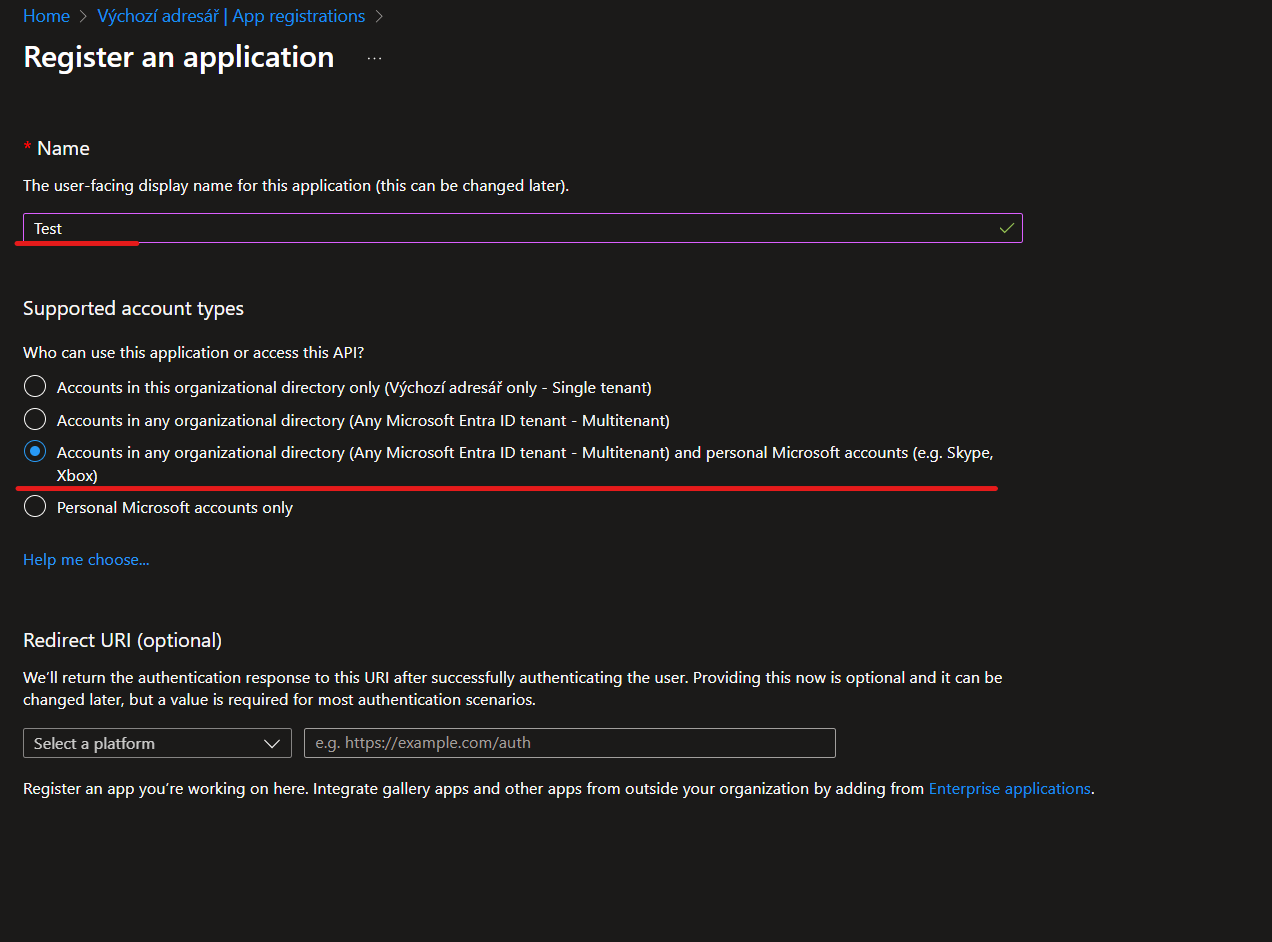 Home > Výchozí adresář | App registrations >
Register an application ...
* Name
The user-facing display name for this application (this can be changed later).
Test
Supported account types
Who can use this application or access this API?
Accounts in this organizational directory only (Výchozí adresář only - Single tenant)
Accounts in any organizational directory (Any Microsoft Entra ID tenant - Multitenant)
Accounts in any organizational directory (Any Microsoft Entra ID tenant - Multitenant) and personal Microsoft accounts (e.g. Skype,
Xbox)
Personal Microsoft accounts only
Help me choose...
Redirect URI (optional)
We’ll return the authentication response to this URI after successfully authenticating the user. Providing this now is optional and it can be
changed later, but a value is required for most authentication scenarios.
Select a platform e.g. https://example.com/auth
Register an app you’re working on here. Integrate gallery apps and other apps from outside your organization by adding from Enterprise applications.